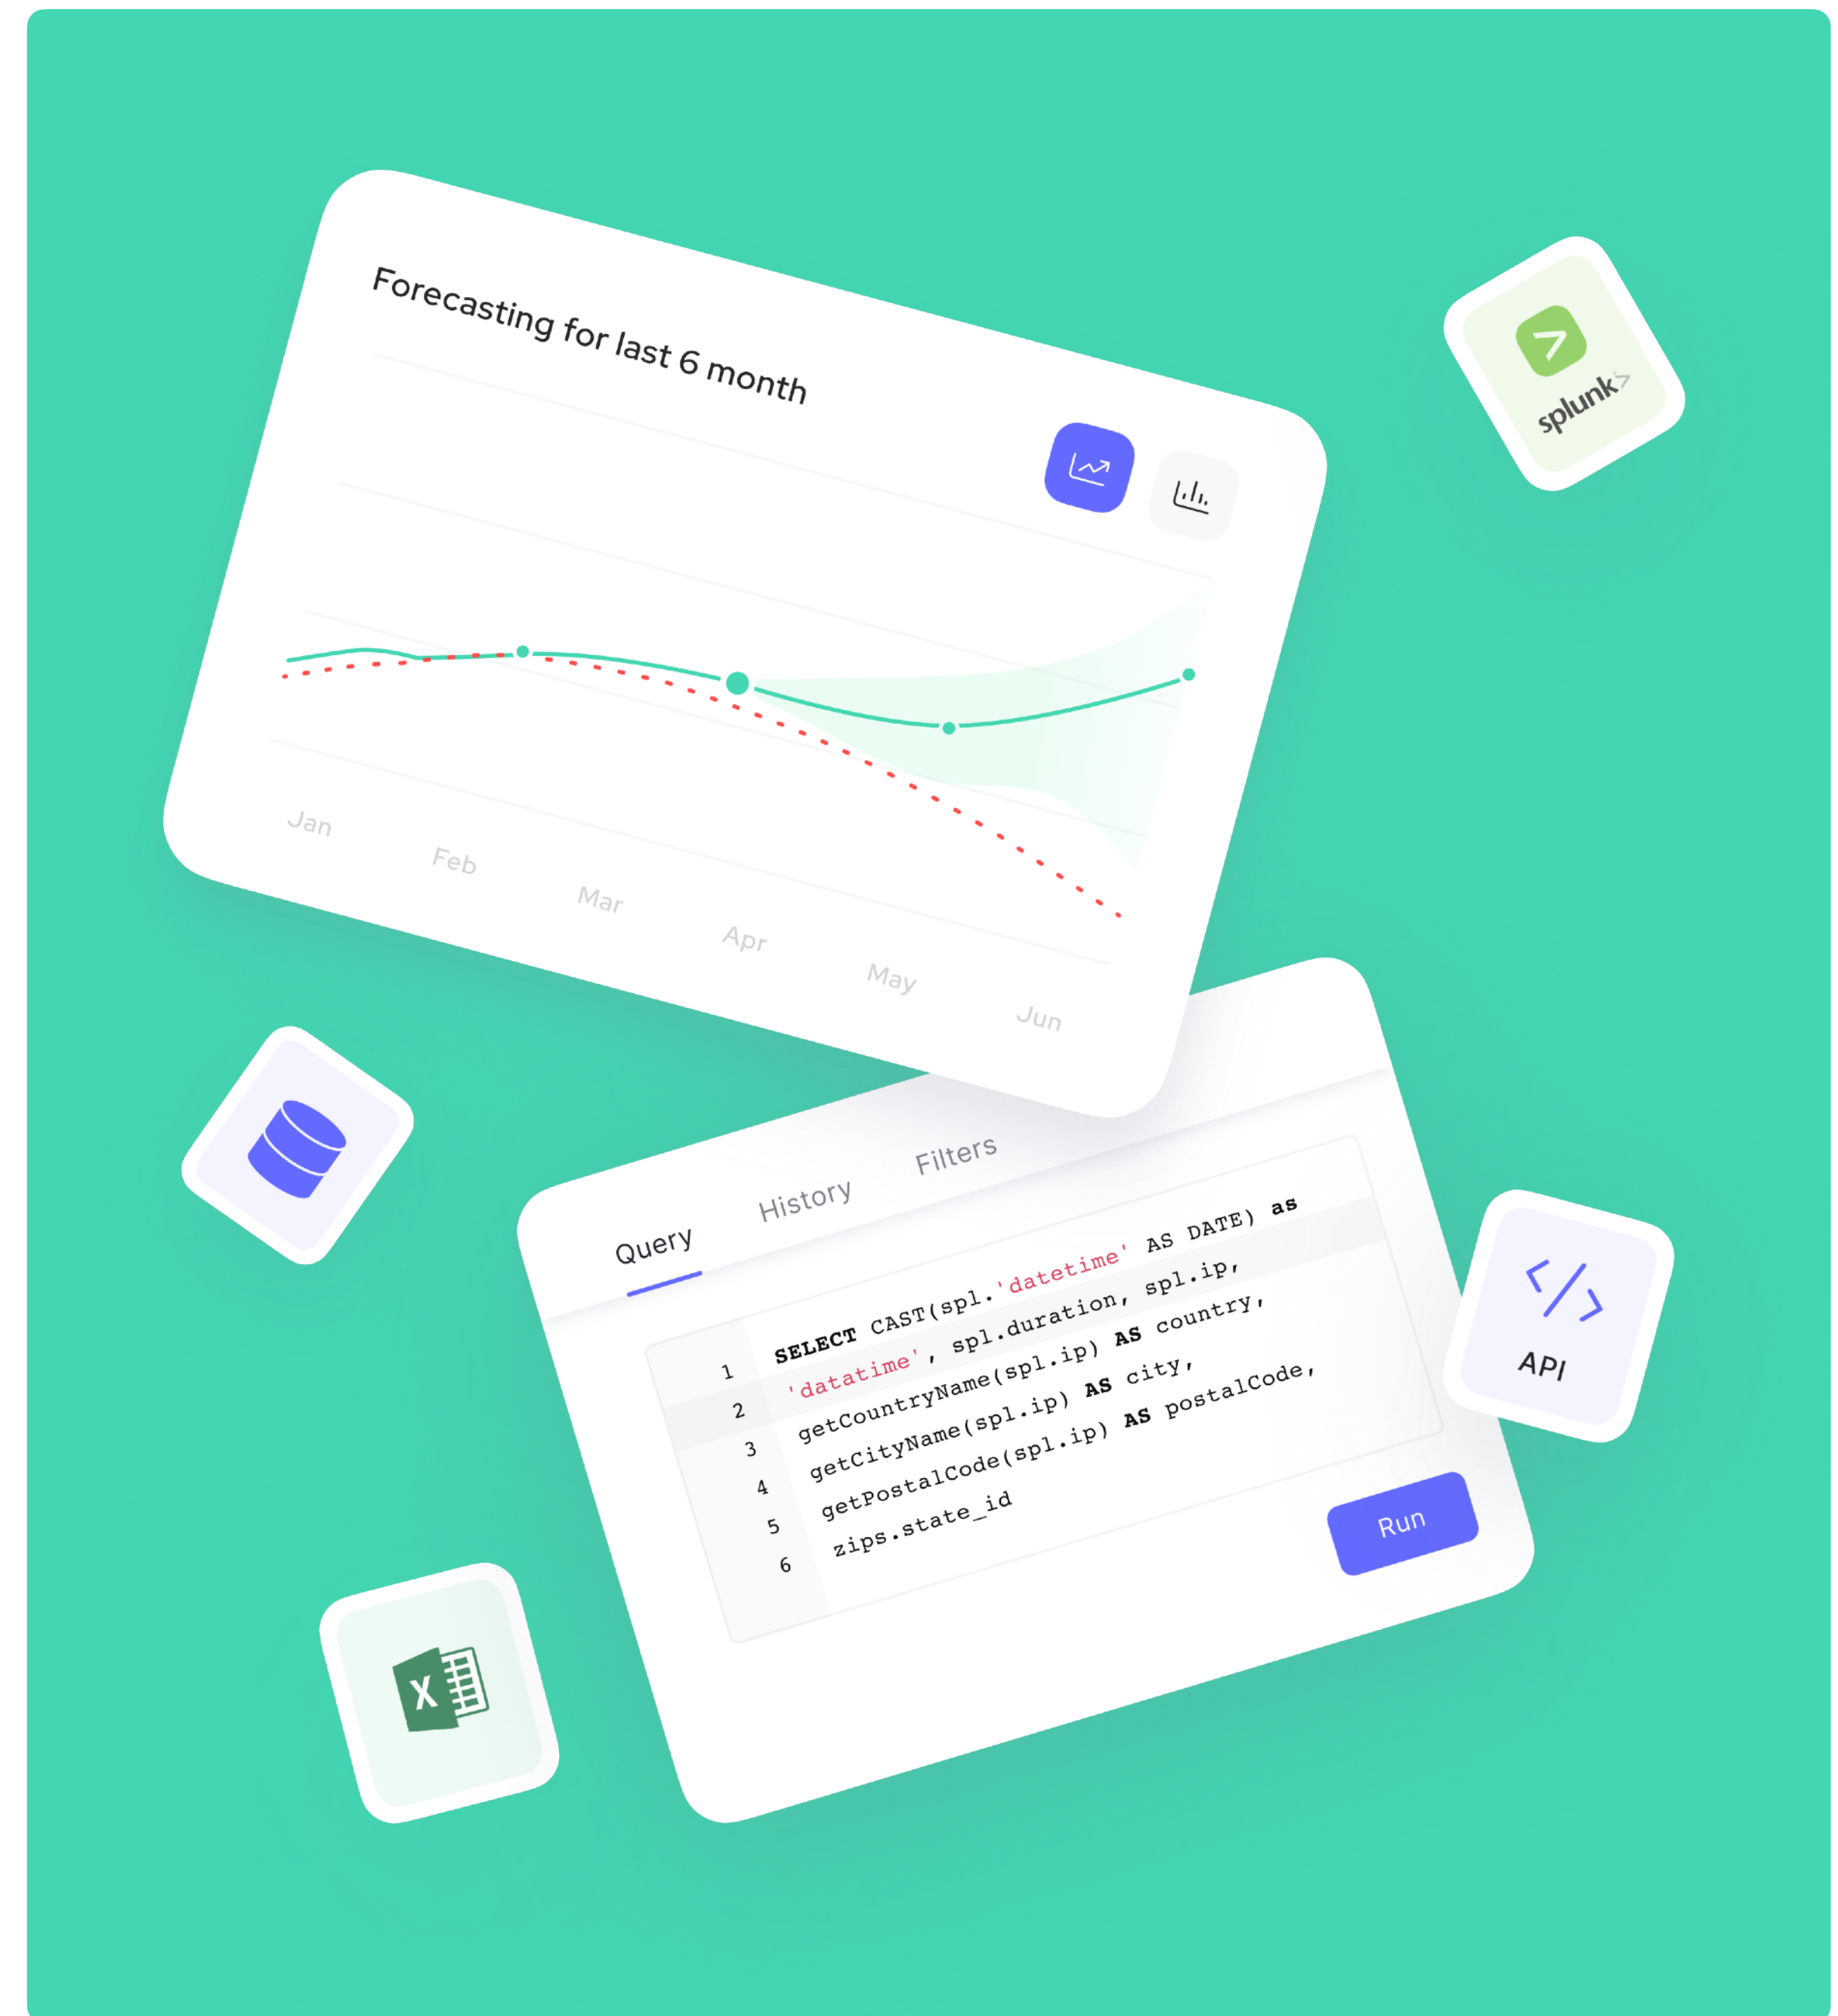 Forecasting for last 6 month
splunk>
Jan
Feb
Mar
Apr
May
Jun
Query
History
Filters
1 SELECT CAST(spl.'datetime' AS DATE) as
2 'datatime', spl.duration, spl.ip,
3 getCountryName(spl.ip) AS country,
4 getCityName(spl.ip) AS city,
5 getPostalCode(spl.ip) AS postalCode,
6 zips.state_id
API
Run
X